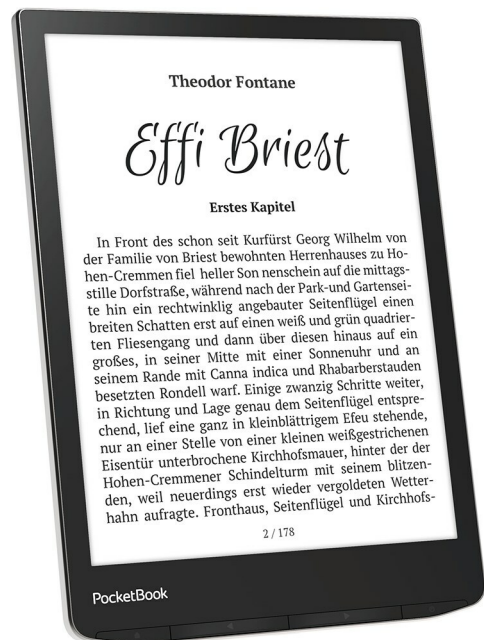 Theodor Fontane
Effi Briest
Erstes Kapitel
In Front des schon seit Kurfürst Georg Wilhelm von
der Familie von Briest bewohnten Herrenhauses zu Ho-
hen-Cremmen fiel heller Son nenschein auf die mittags-
stille Dorfstraße, während nach der Park-und Gartensei-
te hin ein rechtwinklig angebauter Seitenflügel einen
breiten Schatten erst auf einen weiß und grün quadrier-
ten Fliesengang und dann über diesen hinaus auf ein
großes, in seiner Mitte mit einer Sonnenuhr und an
seinem Rande mit Canna indica und Rhabarberstauden
besetzten Rondell warf. Einige zwanzig Schritte weiter,
in Richtung und Lage genau dem Seitenflügel entspre-
chend, lief eine ganz in kleinblättrigem Efeu stehende,
nur an einer Stelle von einer kleinen weißgestrichenen
Eisentür unterbrochene Kirchhofsmauer, hinter der der
Hohen-Cremmener Schindelturm mit seinem blitzen-
den, weil neuerdings erst wieder vergoldeten Wetter-
hahn aufragte. Fronthaus, Seitenflügel und Kirchhofs-
2 / 178
PocketBook